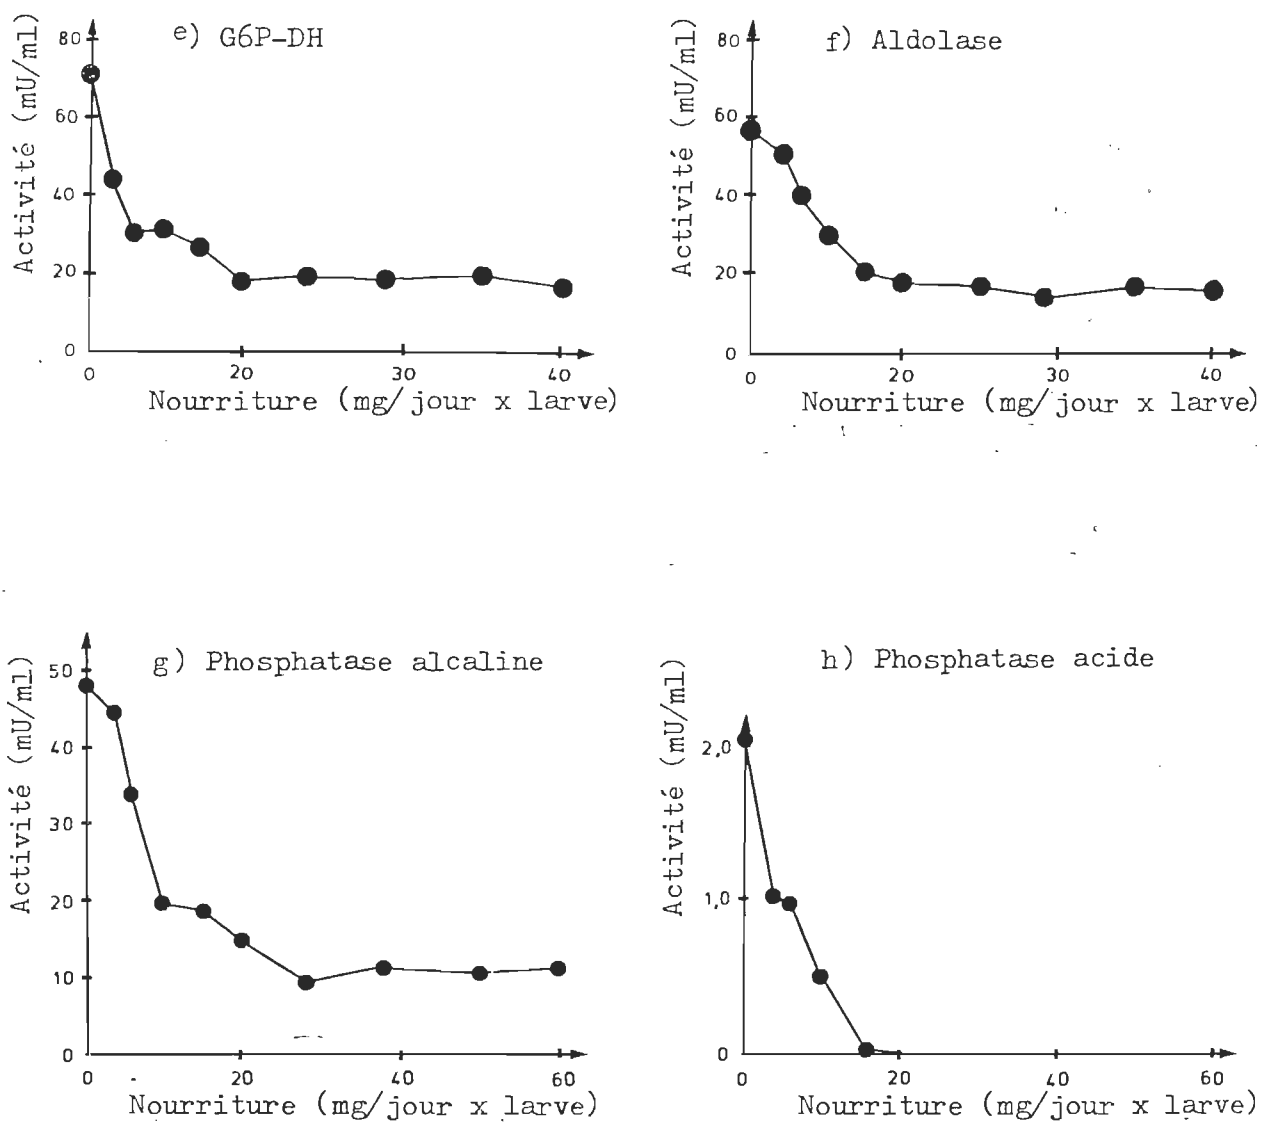 e) G6P-DH
Activité (mU/ml)
80
60
40
20
0
0 20 30 40
Nourriture (mg/jour x larve)
f) Aldolase
Activité (mU/ml)
80
60
40
20
0
0 20 30 40
Nourriture (mg/jour x larve)
g) Phosphatase alcaline
Activité (mU/ml)
50
40
30
20
10
0
0 20 40 60
Nourriture (mg/jour x larve)
h) Phosphatase acide
Activité (mU/ml)
2,0
1,0
0
0 20 40 60
Nourriture (mg/jour x larve)